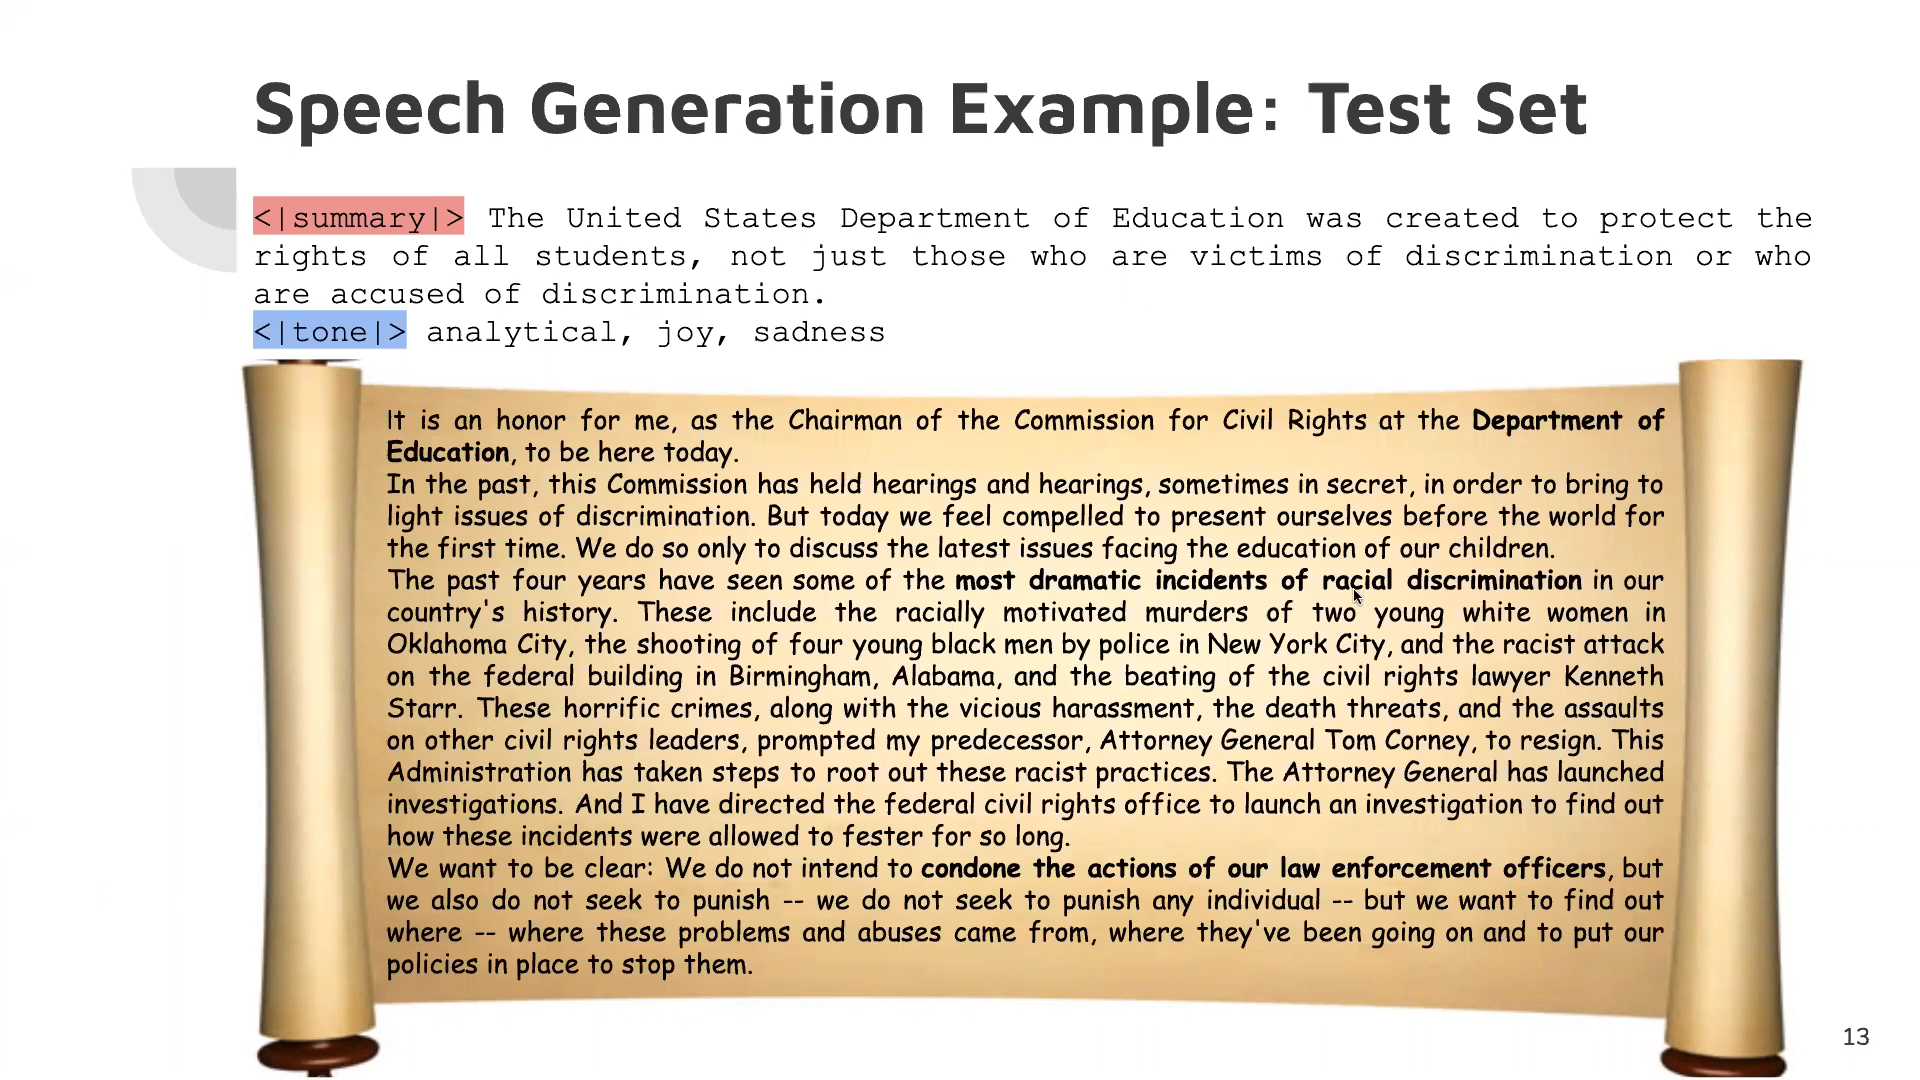 Speech Generation Example: Test Set
<|summary|> The United States Department of Education was created to protect the
rights of all students, not just those who are victims of discrimination or who
are accused of discrimination.
<|tone|> analytical, joy, sadness
It is an honor for me, as the Chairman of the Commission for Civil Rights at the Department of
Education, to be here today.
In the past, this Commission has held hearings and hearings, sometimes in secret, in order to bring to
light issues of discrimination. But today we feel compelled to present ourselves before the world for
the first time. We do so only to discuss the latest issues facing the education of our children.
The past four years have seen some of the most dramatic incidents of racial discrimination in our
country's history. These include the racially motivated murders of two young white women in
Oklahoma City, the shooting of four young black men by police in New York City, and the racist attack
on the federal building in Birmingham, Alabama, and the beating of the civil rights lawyer Kenneth
Starr. These horrific crimes, along with the vicious harassment, the death threats, and the assaults
on other civil rights leaders, prompted my predecessor, Attorney General Tom Corney, to resign. This
Administration has taken steps to root out these racist practices. The Attorney General has launched
investigations. And I have directed the federal civil rights office to launch an investigation to find out
how these incidents were allowed to fester for so long.
We want to be clear: We do not intend to condone the actions of our law enforcement officers, but
we also do not seek to punish -- we do not seek to punish any individual -- but we want to find out
where -- where these problems and abuses came from, where they've been going on and to put our
policies in place to stop them.
13